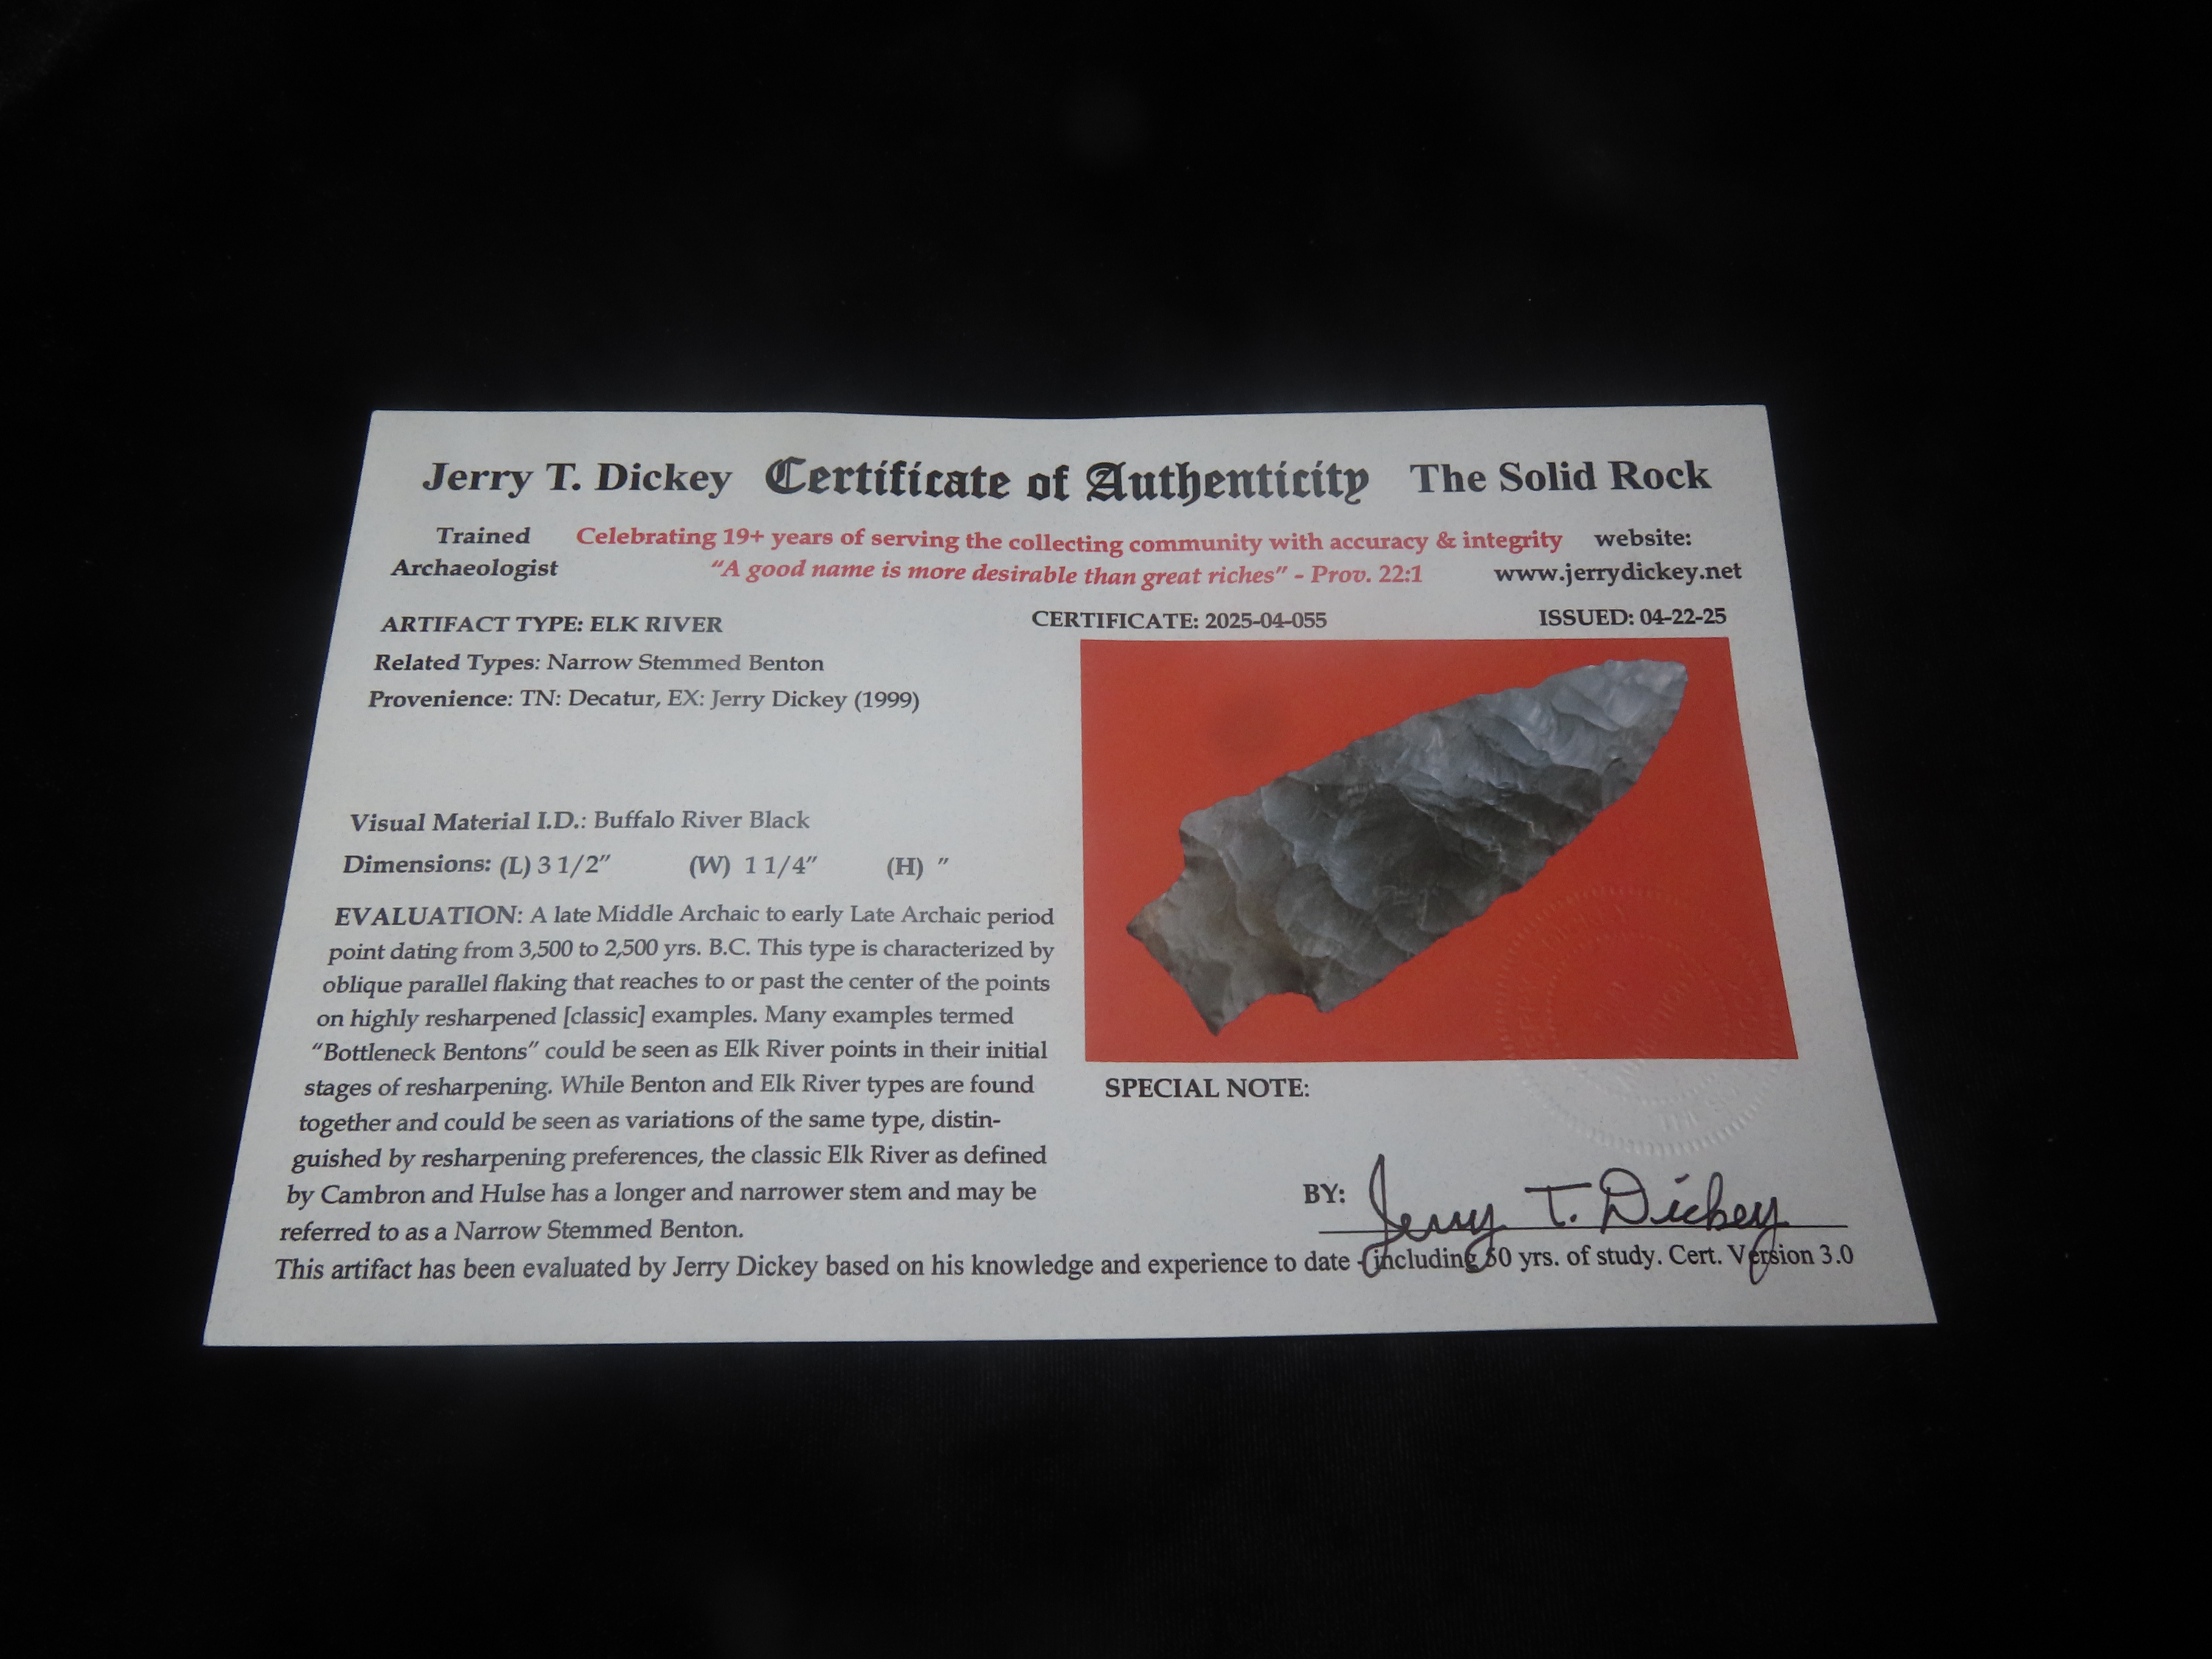 Jerry T. Dickey Certificate of Authenticity The Solid Rock
Trained Celebrating 19+ years of serving the collecting community with accuracy & integrity website:
Archaeologist "A good name is more desirable than great riches" - Prov. 22:1 www.jerrydickey.net
ARTIFACT TYPE: ELK RIVER CERTIFICATE: 2025-04-055 ISSUED: 04-22-25
Related Types: Narrow Stemmed Benton
Provenience: TN: Decatur, EX: Jerry Dickey (1999)
Visual Material I.D.: Buffalo River Black
Dimensions: (L) 3 1/2" (W) 1 1/4" (H) "
EVALUATION: A late Middle Archaic to early Late Archaic period
point dating from 3,500 to 2,500 yrs. B.C. This type is characterized by
oblique parallel flaking that reaches to or past the center of the points
on highly resharpened [classic] examples. Many examples termed
"Bottleneck Bentons" could be seen as Elk River points in their initial
stages of resharpening. While Benton and Elk River types are found
together and could be seen as variations of the same type, distin-
guished by resharpening preferences, the classic Elk River as defined
by Cambron and Hulse has a longer and narrower stem and may be
referred to as a Narrow Stemmed Benton.
SPECIAL NOTE:
BY: Jerry T. Dickey
This artifact has been evaluated by Jerry Dickey based on his knowledge and experience to date - including 50 yrs. of study. Cert. Version 3.0